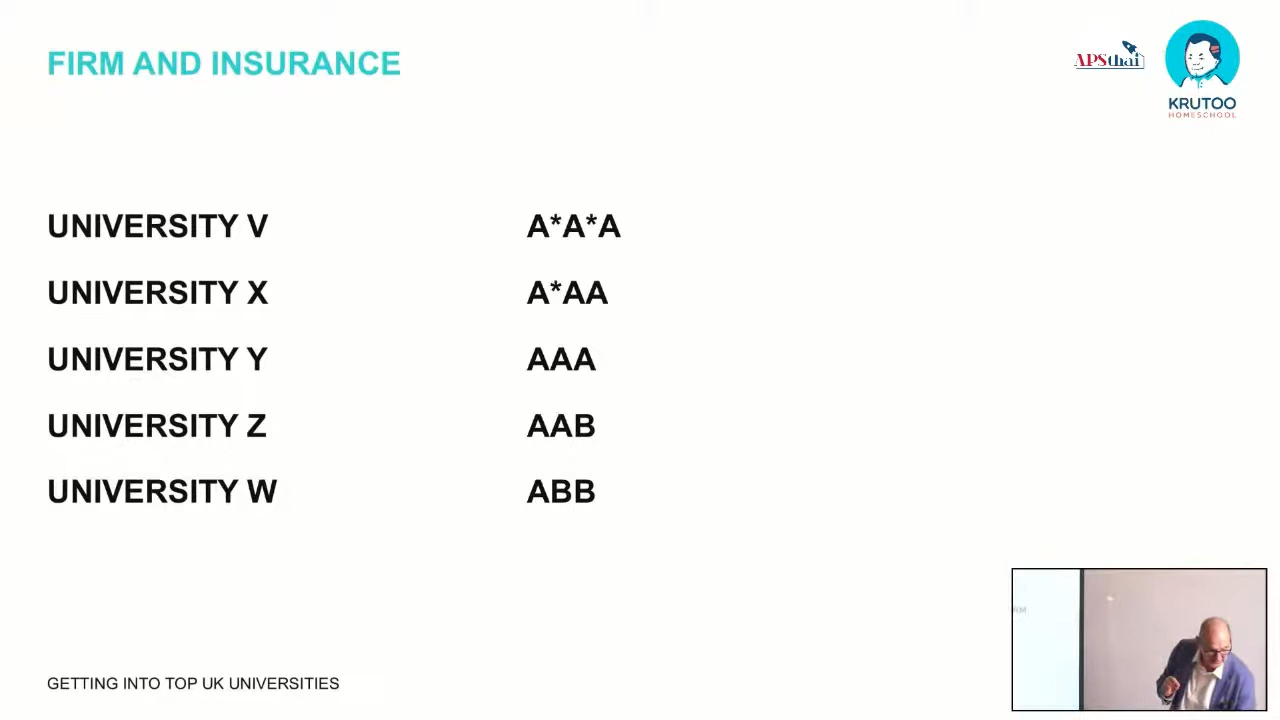 FIRM AND INSURANCE
APSthai
KRUTOO
HOMESCHOOL
UNIVERSITY V A*A*A
UNIVERSITY X A*AA
UNIVERSITY Y AAA
UNIVERSITY Z AAB
UNIVERSITY W ABB
GETTING INTO TOP UK UNIVERSITIES